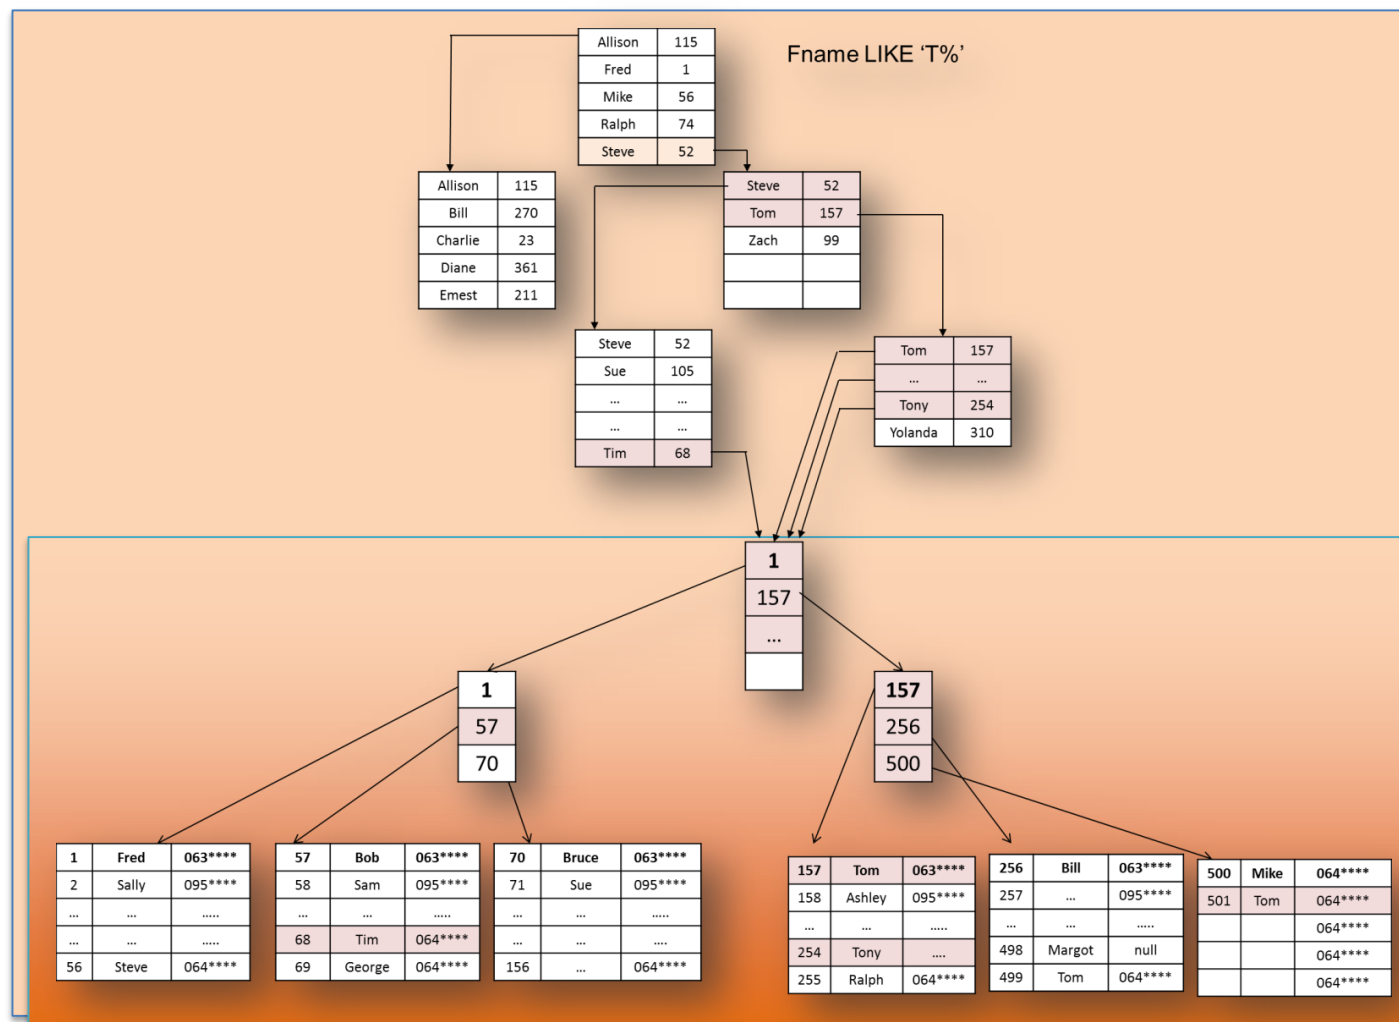 Fname LIKE ‘T%’
Allison 115
Fred 1
Mike 56
Ralph 74
Steve 52
Allison 115
Bill 270
Charlie 23
Diane 361
Emest 211
Steve 52
Tom 157
Zach 99
Steve 52
Sue 105
... ...
... ...
Tim 68
Tom 157
... ...
Tony 254
Yolanda 310
1
157
...
1
57
70
157
256
500
1 Fred 063****
2 Sally 095****
... ... .....
... ... .....
56 Steve 064****
57 Bob 063****
58 Sam 095****
... ... .....
68 Tim 064****
69 George 064****
70 Bruce 063****
71 Sue 095****
... ... .....
... ... ....
156 ... 064****
157 Tom 063****
158 Ashley 095****
... ... .....
254 Tony ....
255 Ralph 064****
256 Bill 063****
257 ... 095****
... ... .....
498 Margot null
499 Tom 064****
500 Mike 064****
501 Tom 064****
064****
064****
064****